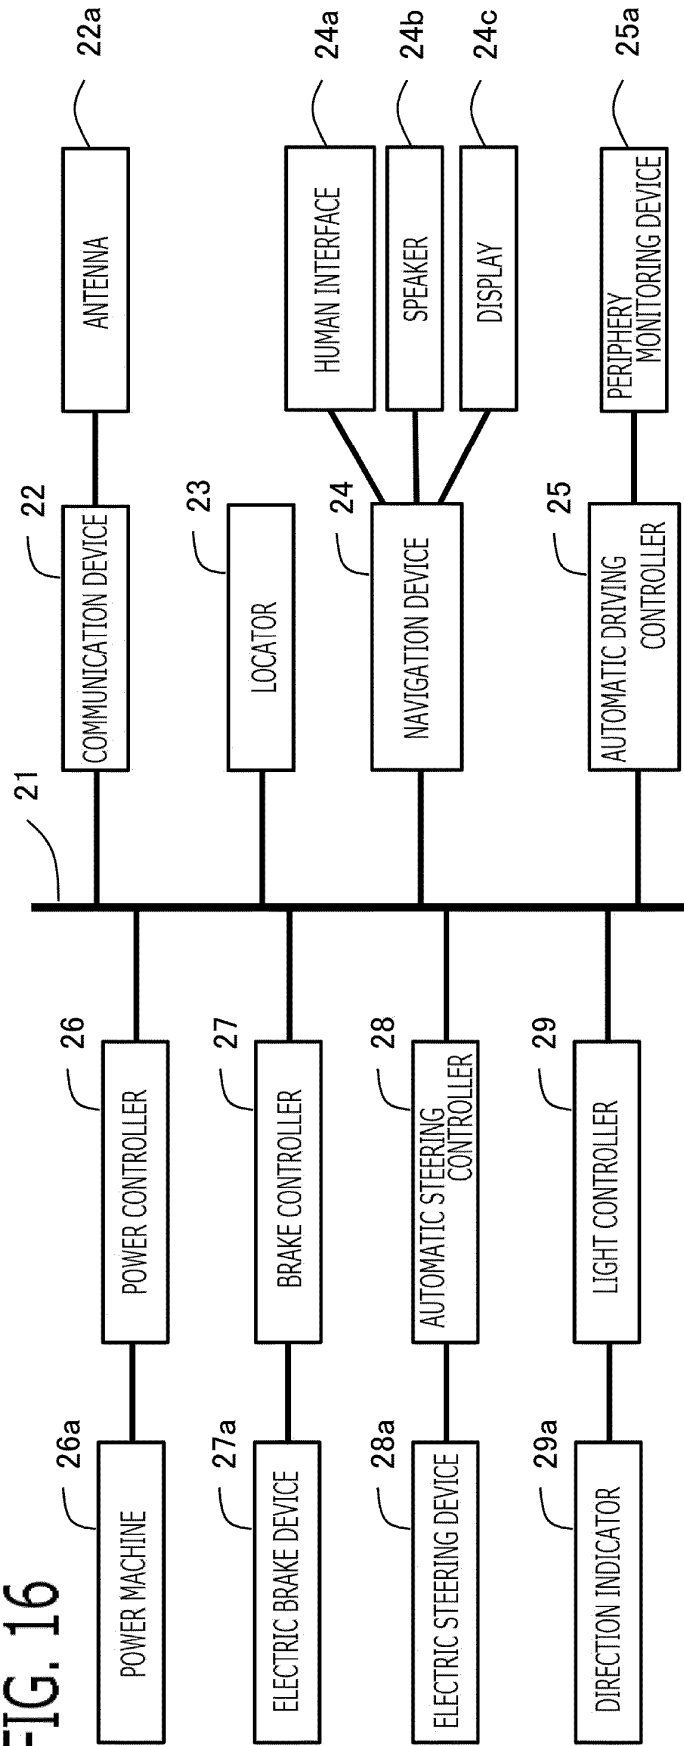 FIG. 16
26a
POWER MACHINE
26
POWER CONTROLLER
21
22
COMMUNICATION DEVICE
22a
ANTENNA
27a
ELECTRIC BRAKE DEVICE
27
BRAKE CONTROLLER
23
LOCATOR
24a
HUMAN INTERFACE
24b
SPEAKER
24c
DISPLAY
24
NAVIGATION DEVICE
28a
ELECTRIC STEERING DEVICE
28
AUTOMATIC STEERING
CONTROLLER
29a
DIRECTION INDICATOR
29
LIGHT CONTROLLER
25
AUTOMATIC DRIVING
CONTROLLER
25a
PERIPHERY
MONITORING DEVICE